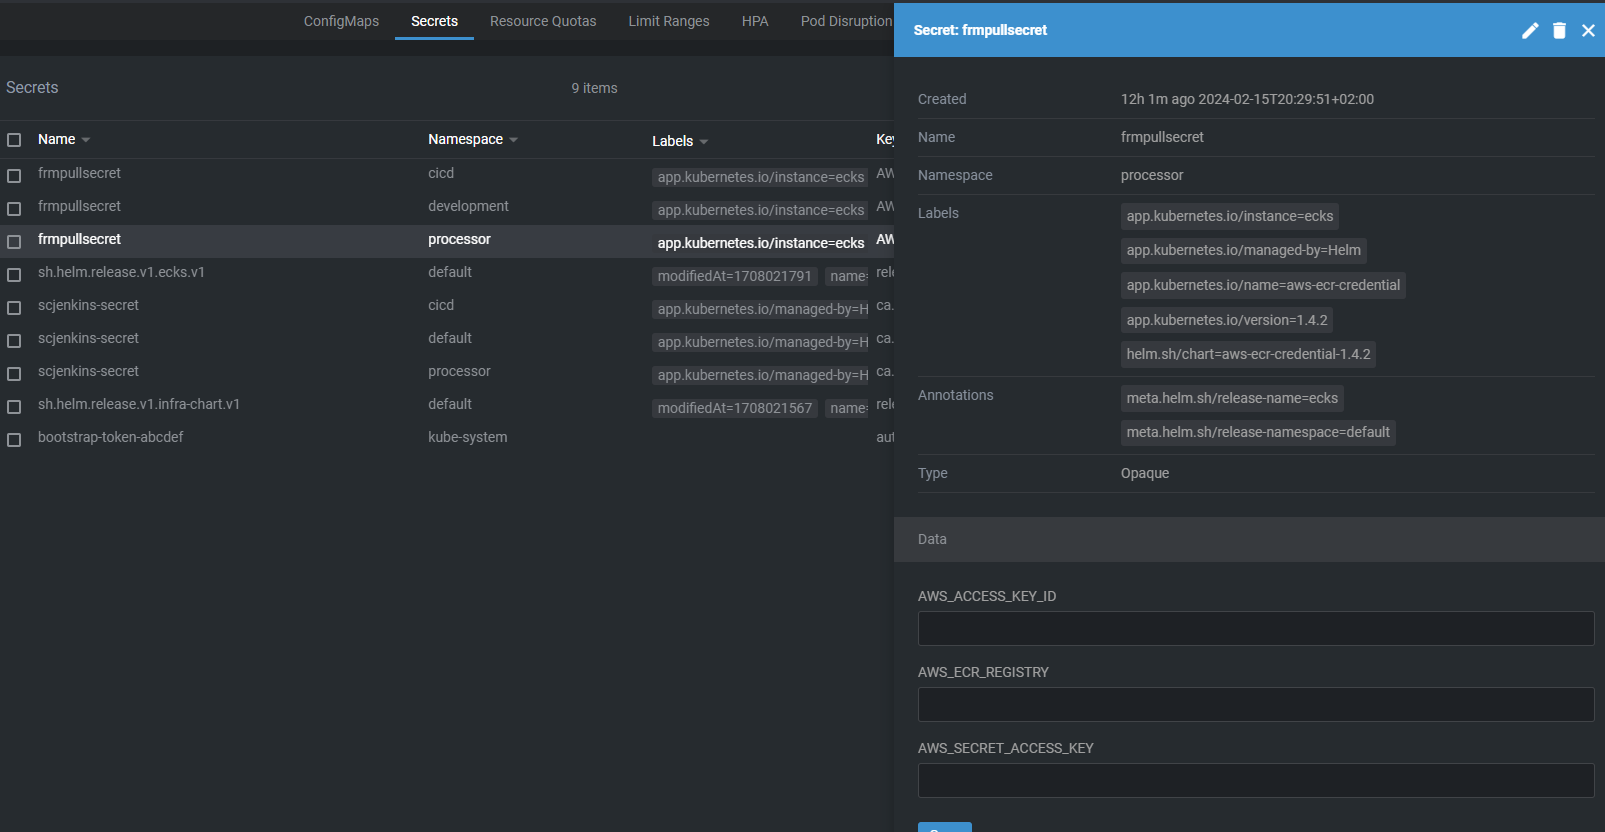 ConfigMaps Secrets Resource Quotas Limit Ranges HPA Pod Disruption
Secrets 9 items
Name Namespace Labels
frmpullsecret cicd app.kubernetes.io/instance=ecks AW
frmpullsecret development app.kubernetes.io/instance=ecks AW
frmpullsecret processor app.kubernetes.io/instance=ecks AW
sh.helm.release.v1.ecks.v1 default modifiedAt=1708021791 name= rele
scjenkins-secret cicd app.kubernetes.io/managed-by=H ca.
scjenkins-secret default app.kubernetes.io/managed-by=H ca.
scjenkins-secret processor app.kubernetes.io/managed-by=H ca.
sh.helm.release.v1.infra-chart.v1 default modifiedAt=1708021567 name= rele
bootstrap-token-abcdef kube-system aut
Secret: frmpullsecret
Created 12h 1m ago 2024-02-15T20:29:51+02:00
Name frmpullsecret
Namespace processor
Labels app.kubernetes.io/instance=ecks
app.kubernetes.io/managed-by=Helm
app.kubernetes.io/name=aws-ecr-credential
app.kubernetes.io/version=1.4.2
helm.sh/chart=aws-ecr-credential-1.4.2
Annotations meta.helm.sh/release-name=ecks
meta.helm.sh/release-namespace=default
Type Opaque
Data
AWS_ACCESS_KEY_ID
AWS_ECR_REGISTRY
AWS_SECRET_ACCESS_KEY